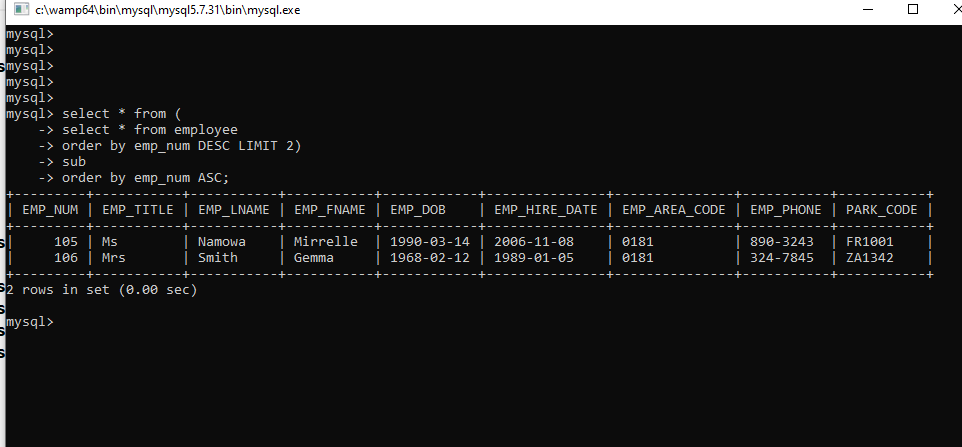 c:\wamp64\bin\mysql\mysql5.7.31\bin\mysql.exe
mysql>
mysql>
mysql>
mysql>
mysql>
mysql> select * from (
    -> select * from employee
    -> order by emp_num DESC LIMIT 2)
    -> sub
    -> order by emp_num ASC;
+---------+-----------+-----------+-----------+------------+---------------+---------------+-----------+-----------+
| EMP_NUM | EMP_TITLE | EMP_LNAME | EMP_FNAME | EMP_DOB    | EMP_HIRE_DATE | EMP_AREA_CODE | EMP_PHONE | PARK_CODE |
+---------+-----------+-----------+-----------+------------+---------------+---------------+-----------+-----------+
|     105 | Ms        | Namowa    | Mirrelle  | 1990-03-14 | 2006-11-08    | 0181          | 890-3243  | FR1001    |
|     106 | Mrs       | Smith     | Gemma     | 1968-02-12 | 1989-01-05    | 0181          | 324-7845  | ZA1342    |
+---------+-----------+-----------+-----------+------------+---------------+---------------+-----------+-----------+
2 rows in set (0.00 sec)
mysql>